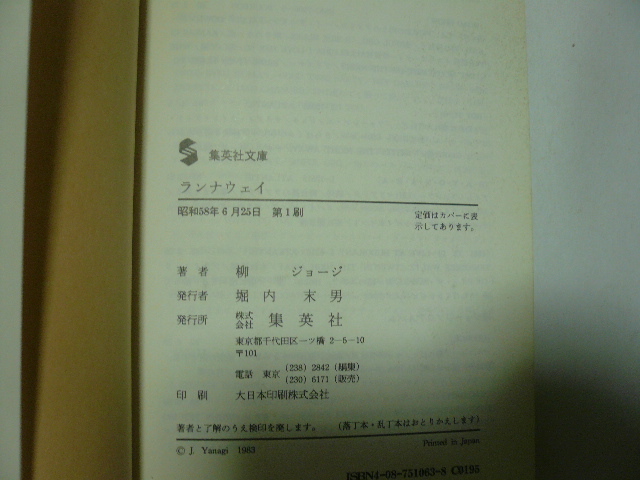 集英社文庫
ランナウェイ
昭和58年6月25日 第1刷
定価はカバーに表
示してあります。
著者 柳 ジョージ
発行者 堀内末男
発行所 株式会社 集英社
東京都千代田区一ツ橋2-5-10
〒101
電話 東京 (238) 2842 (編集)
(230) 6171 (販売)
印刷 大日本印刷株式会社
著者と了解のうえ検印を廃します。 (落丁本・乱丁本はおとりかえします)
© J. Yanagi 1983
Printed in Japan
ISBN4-08-751063-8 C0195